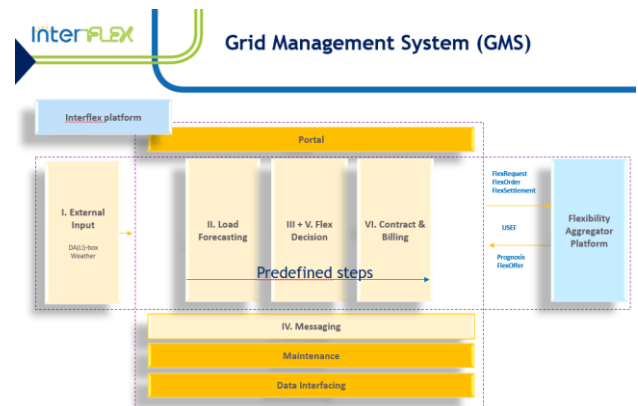 InterFLEX
Grid Management System (GMS)
Interflex platform
Portal
I. External
Input
DA(LI)-box
Weather
II. Load
Forecasting
III + V. Flex
Decision
VI. Contract &
Billing
Predefined steps
FlexRequest
FlexOrder
FlexSettlement
USEF
Prognosis
FlexOffer
Flexibility
Aggregator
Platform
IV. Messaging
Maintenance
Data Interfacing